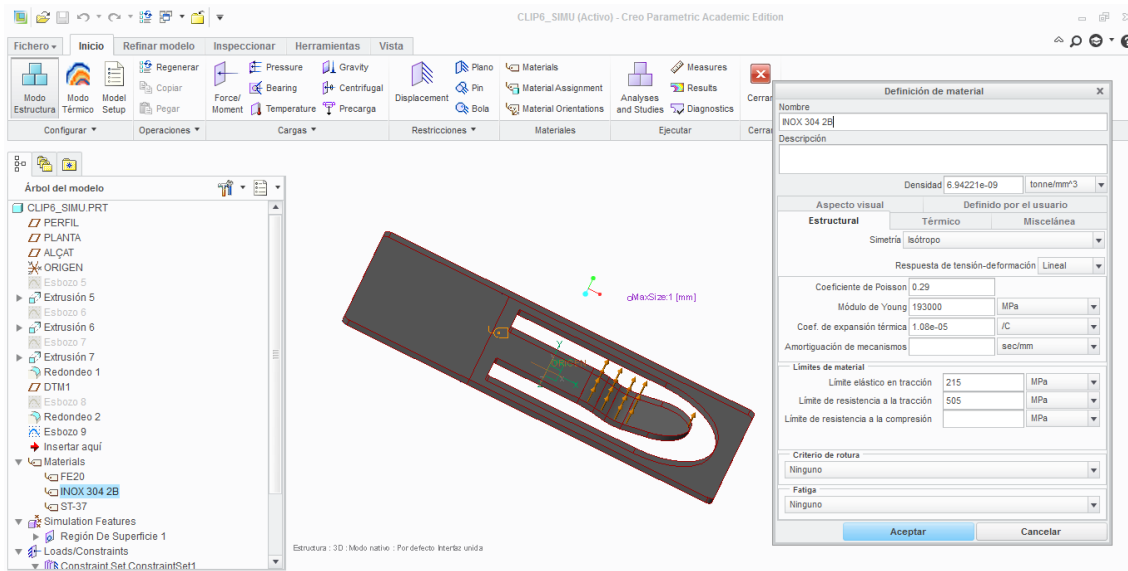 CLIP6_SIMU (Activo) - Creo Parametric Academic Edition
Fichero Inicio Refinar modelo Inspeccionar Herramientas Vista
Modo Estructura
Modo Térmico
Model Setup
Regenerar
Copiar
Pegar
Force/ Moment
Pressure
Bearing
Temperature
Gravity
Centrifugal
Precarga
Displacement
Plano
Pin
Bola
Materials
Material Assignment
Material Orientations
Analyses and Studies
Measures
Results
Diagnostics
Cerrar
Configurar Operaciones Cargas Restricciones Materiales Ejecutar Cerrar
Árbol del modelo
CLIP6_SIMU.PRT
PERFIL
PLANTA
ALÇAT
ORIGEN
Esbozo 5
Extrusión 5
Esbozo 6
Extrusión 6
Esbozo 7
Extrusión 7
Redondeo 1
DTM1
Esbozo 8
Redondeo 2
Esbozo 9
Insertar aquí
Materials
FE20
INOX 304 2B
ST-37
Simulation Features
Región De Superficie 1
Loads/Constraints
Constraint Set ConstraintSet1
MaxSize:1 [mm]
Y
Estructura : 3D : Modo nativo : Por defecto Interfaz unida
Definición de material
Nombre
INOX 304 2B
Descripción
Densidad 6.94221e-09 tonne/mm^3
Aspecto visual Definido por el usuario
Estructural Térmico Miscelánea
Simetría Isótropo
Respuesta de tensión-deformación Lineal
Coeficiente de Poisson 0.29
Módulo de Young 193000 MPa
Coef. de expansión térmica 1.08e-05 /C
Amortiguación de mecanismos sec/mm
Límites de material
Límite elástico en tracción 215 MPa
Límite de resistencia a la tracción 505 MPa
Límite de resistencia a la compresión MPa
Criterio de rotura
Ninguno
Fatiga
Ninguno
Aceptar Cancelar